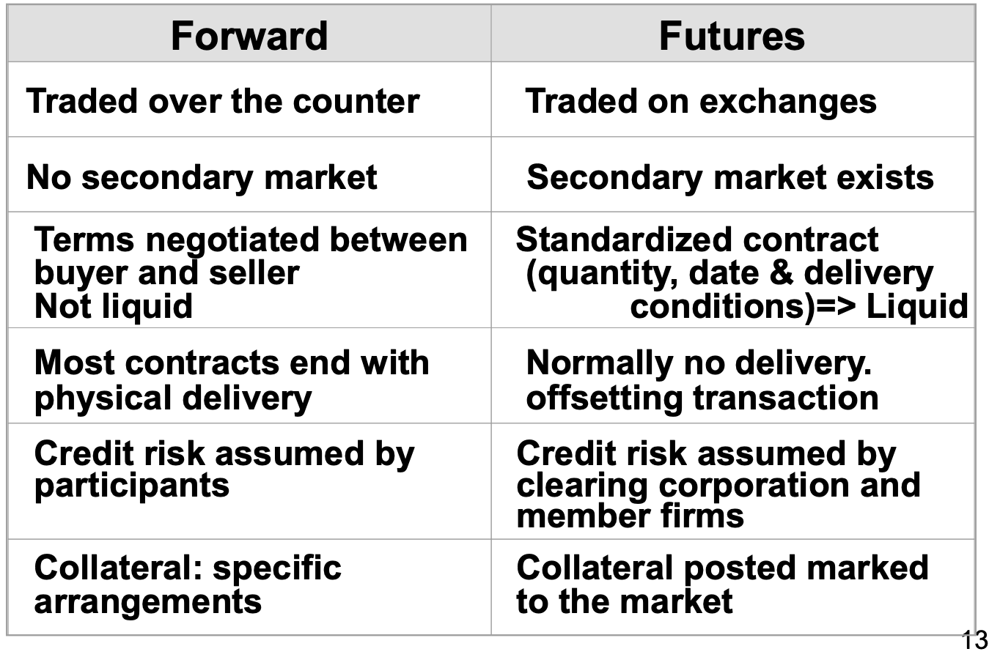 Forward
Futures
Traded over the counter
Traded on exchanges
No secondary market
Secondary market exists
Terms negotiated between
buyer and seller
Not liquid
Standardized contract
(quantity, date & delivery
conditions)=> Liquid
Most contracts end with
physical delivery
Normally no delivery.
offsetting transaction
Credit risk assumed by
participants
Credit risk assumed by
clearing corporation and
member firms
Collateral: specific
arrangements
Collateral posted marked
to the market
13